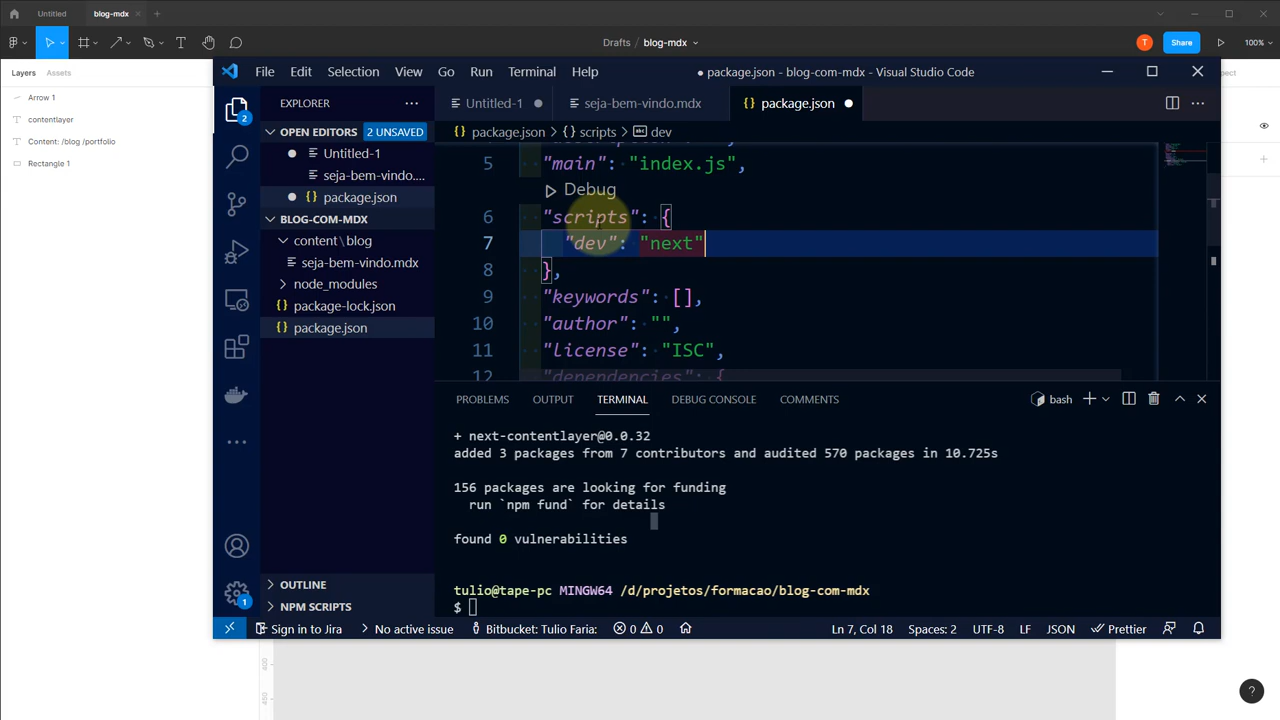 Untitled
blog-mdx
Drafts / blog-mdx
T
Share
100%
Layers
Assets
Arrow 1
contentlayer
Content: /blog /portfolio
Rectangle 1
File Edit Selection View Go Run Terminal Help
● package.json - blog-com-mdx - Visual Studio Code
EXPLORER
OPEN EDITORS
2 UNSAVED
Untitled-1
seja-bem-vindo....
package.json
BLOG-COM-MDX
content\blog
seja-bem-vindo.mdx
node_modules
package-lock.json
package.json
OUTLINE
NPM SCRIPTS
2
1
Untitled-1
seja-bem-vindo.mdx
package.json
package.json > {} scripts > dev
5 "main": "index.js",
Debug
6 "scripts": {
7 "dev": "next"
8 },
9 "keywords": [],
10 "author": "",
11 "license": "ISC",
12 "dependencies": {
PROBLEMS OUTPUT TERMINAL DEBUG CONSOLE COMMENTS
bash
+ next-contentlayer@0.0.32
added 3 packages from 7 contributors and audited 570 packages in 10.725s
156 packages are looking for funding
run `npm fund` for details
found 0 vulnerabilities
tulio@tape-pc MINGW64 /d/projetos/formacao/blog-com-mdx
$
Sign in to Jira
No active issue
Bitbucket: Tulio Faria:
0
0
Ln 7, Col 18
Spaces: 2
UTF-8
LF
JSON
Prettier
?